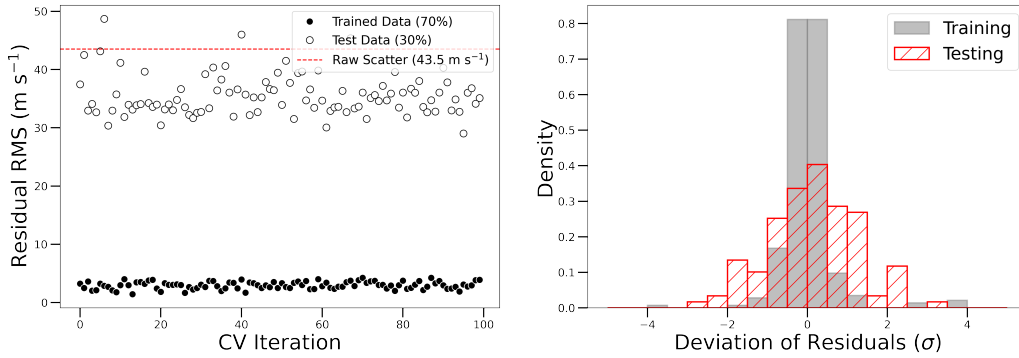 50
40
30
20
10
0
Residual RMS (m s⁻¹)
Trained Data (70%)
Test Data (30%)
Raw Scatter (43.5 m s⁻¹)
0
20
40
60
80
100
CV Iteration
0.8
0.7
0.6
0.5
0.4
0.3
0.2
0.1
0.0
Density
Training
Testing
−4
−2
0
2
4
Deviation of Residuals (σ)